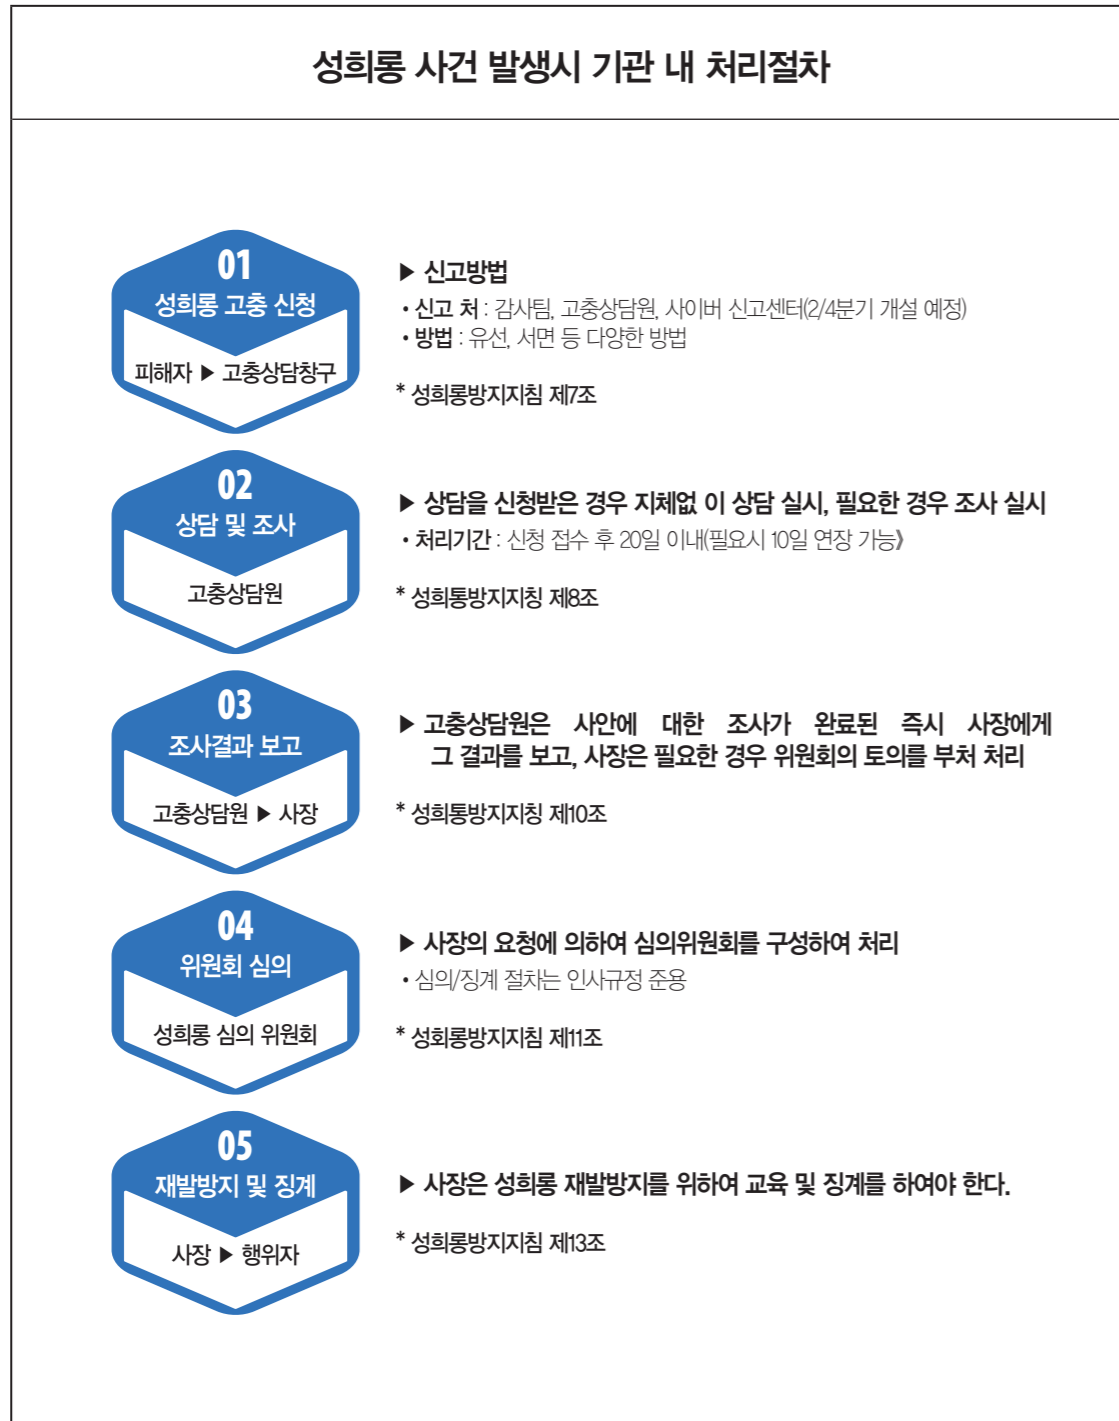 성희롱 사건 발생시 기관 내 처리절차
01
성희롱 고충 신청
피해자 ▶ 고충상담창구
▶ 신고방법
• 신고 처 : 감사팀, 고충상담원, 사이버 신고센터(2/4분기 개설 예정)
• 방법 : 유선, 서면 등 다양한 방법
* 성희롱방지지침 제7조
02
상담 및 조사
고충상담원
▶ 상담을 신청받은 경우 지체없 이 상담 실시, 필요한 경우 조사 실시
• 처리기간 : 신청 접수 후 20일 이내(필요시 10일 연장 가능》
* 성희통방지지칭 제8조
03
조사결과 보고
고충상담원 ▶ 사장
▶ 고충상담원은 사안에 대한 조사가 완료된 즉시 사장에게
그 결과를 보고, 사장은 필요한 경우 위원회의 토의를 부처 처리
* 성희통방지지칭 제10조
04
위원회 심의
성희롱 심의 위원회
▶ 사장의 요청에 의하여 심의위원회를 구성하여 처리
• 심의/징계 절차는 인사규정 준용
* 성회롱방지지침 제11조
05
재발방지 및 징계
사장 ▶ 행위자
▶ 사장은 성희롱 재발방지를 위하여 교육 및 징계를 하여야 한다.
* 성희롱방지지침 제13조